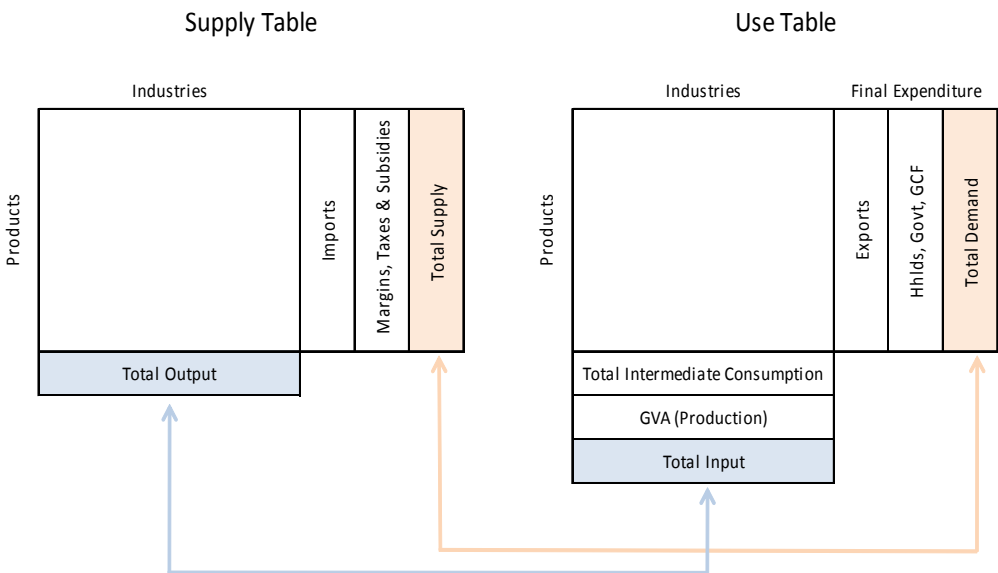 Supply Table
Use Table
Industries
Industries
Final Expenditure
Products
Imports
Margins, Taxes & Subsidies
Total Supply
Products
Exports
Hhlds, Govt, GCF
Total Demand
Total Output
Total Intermediate Consumption
GVA (Production)
Total Input